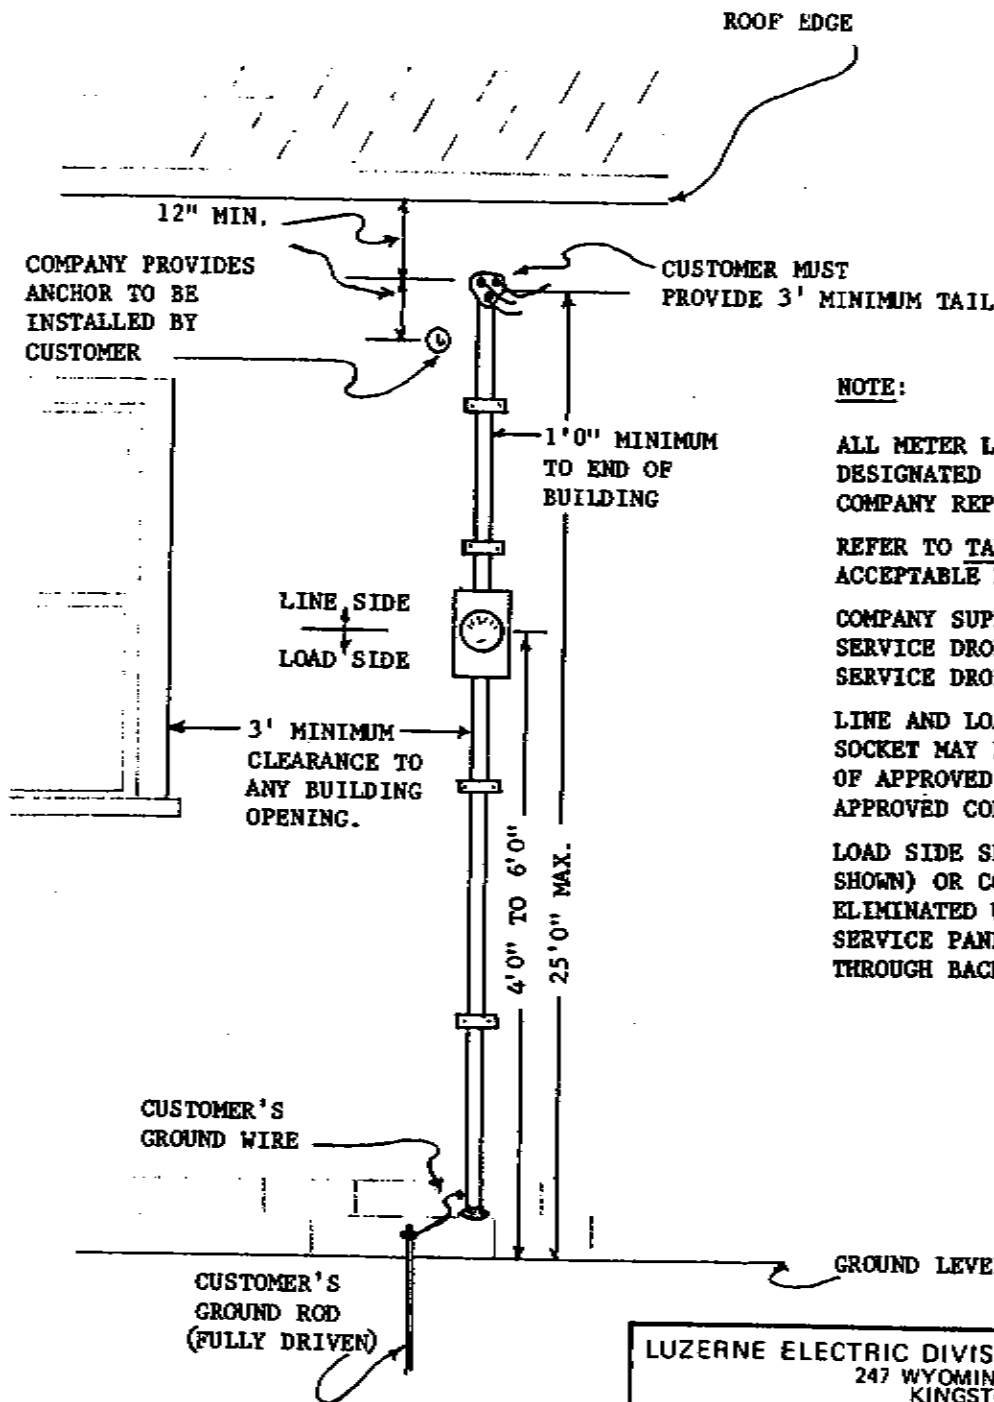 ROOF EDGE
12" MIN.
COMPANY PROVIDES
ANCHOR TO BE
INSTALLED BY
CUSTOMER
CUSTOMER MUST
PROVIDE 3' MINIMUM TAIL
1'0" MINIMUM
TO END OF
BUILDING
LINE SIDE
LOAD SIDE
3' MINIMUM
CLEARANCE TO
ANY BUILDING
OPENING.
4'0" TO 6'0"
25'0" MAX.
NOTE:
ALL METER L
DESIGNATED
COMPANY REP
REFER TO TA
ACCEPTABLE
COMPANY SUP
SERVICE DRO
SERVICE DRO
LINE AND LOA
SOCKET MAY
OF APPROVED
APPROVED CO
LOAD SIDE S
SHOWN) OR CO
ELIMINATED
SERVICE PAN
THROUGH BAC
CUSTOMER'S
GROUND WIRE
CUSTOMER'S
GROUND ROD
(FULLY DRIVEN)
GROUND LEVE
LUZERNE ELECTRIC DIVIS
247 WYOMIN
KINGST